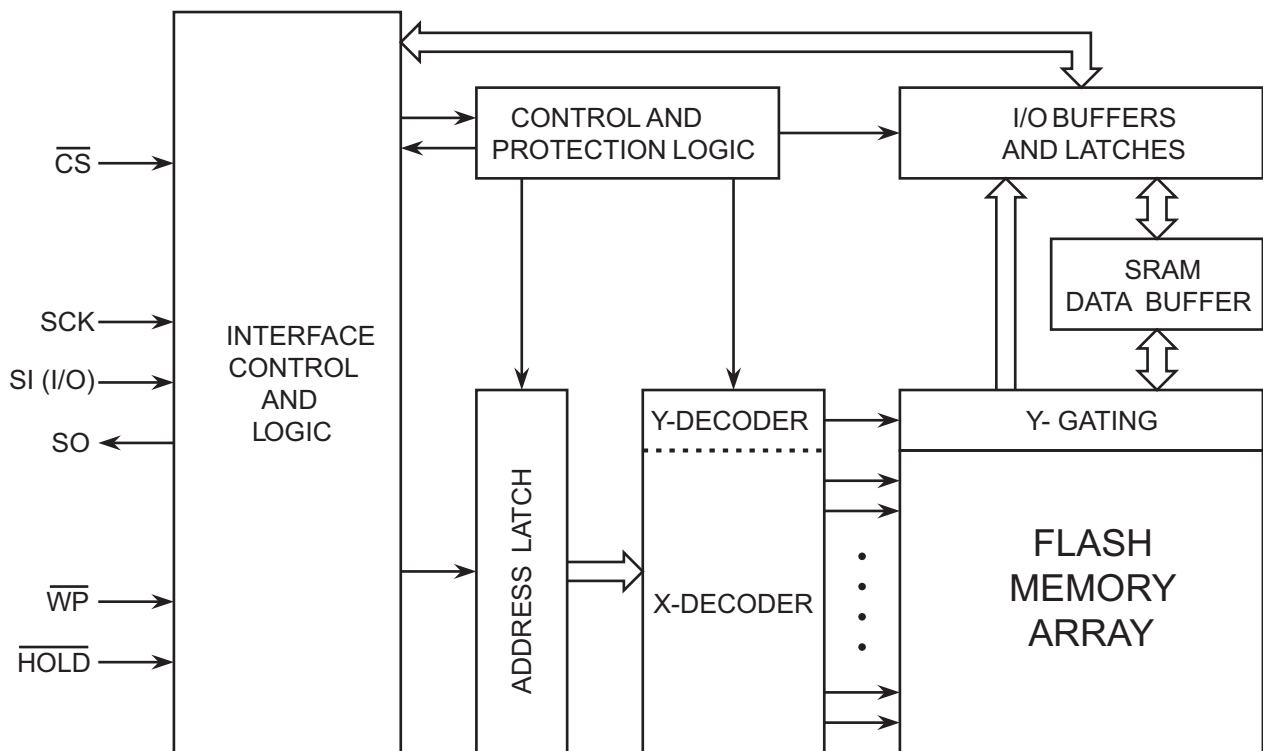 CS
SCK
SI (I/O)
SO
WP
HOLD
INTERFACE
CONTROL
AND
LOGIC
CONTROL AND
PROTECTION LOGIC
I/O BUFFERS
AND LATCHES
SRAM
DATA BUFFER
ADDRESS LATCH
Y-DECODER
X-DECODER
Y- GATING
FLASH
MEMORY
ARRAY